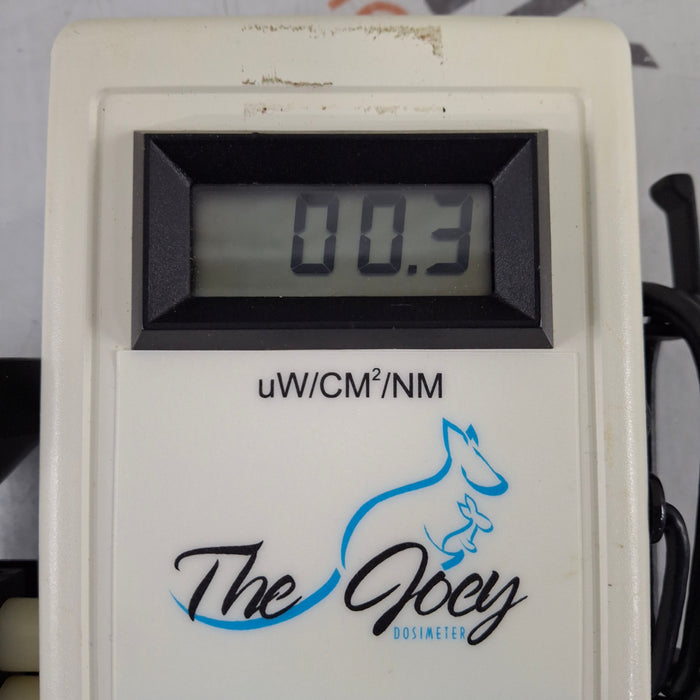 00.3
uW/CM²/NM
The Joey
DOSIMETER